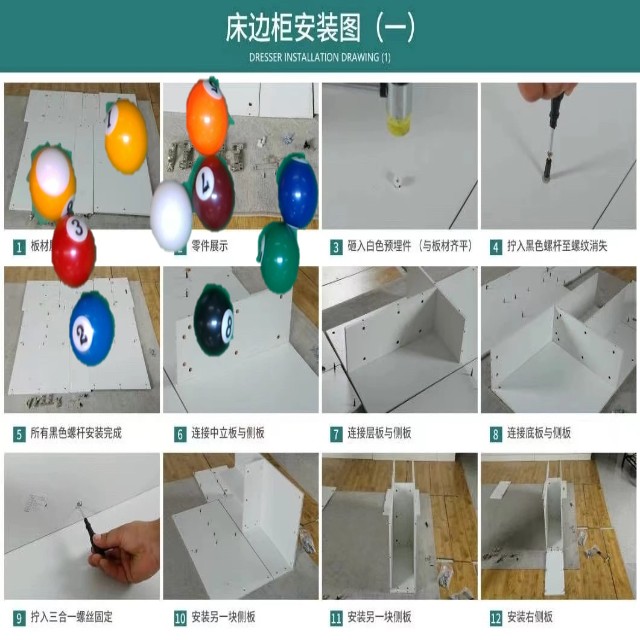 床边柜安装图（一）
DRESSER INSTALLATION DRAWING (1)
1 板材
零件展示
3 砸入白色预埋件（与板材齐平）
4 拧入黑色螺杆至螺纹消失
5 所有黑色螺杆安装完成
6 连接中立板与侧板
7 连接层板与侧板
8 连接底板与侧板
9 拧入三合一螺丝固定
10 安装另一块侧板
11 安装另一块侧板
12 安装右侧板
1
1
3
2
8